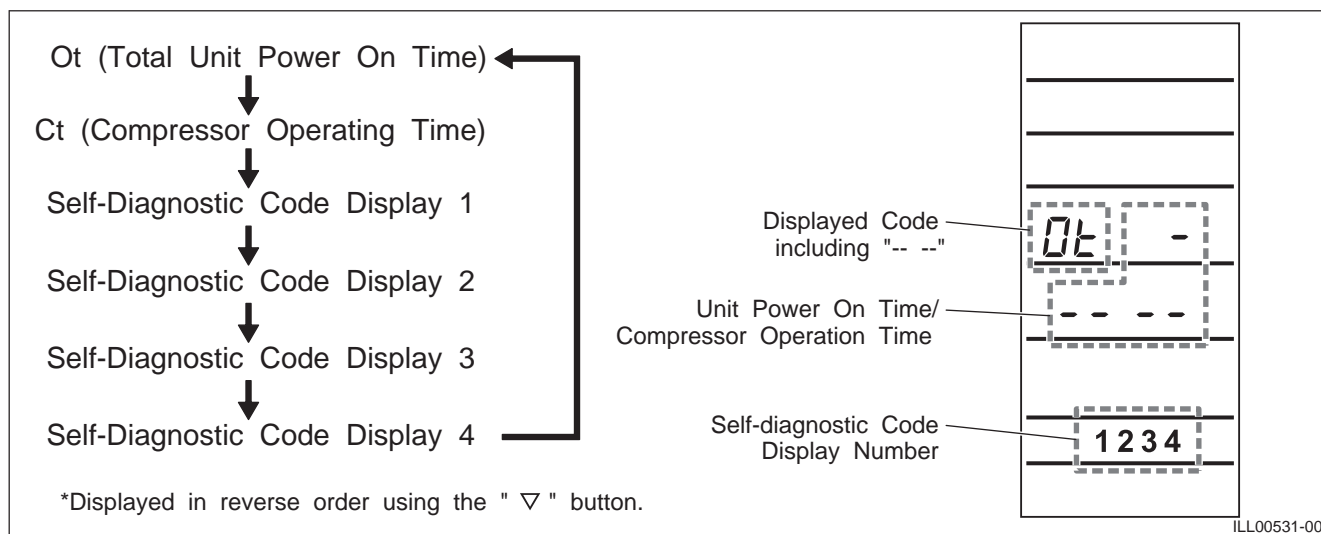 Ot (Total Unit Power On Time)
Ct (Compressor Operating Time)
Self-Diagnostic Code Display 1
Self-Diagnostic Code Display 2
Self-Diagnostic Code Display 3
Self-Diagnostic Code Display 4
*Displayed in reverse order using the " ▽ " button.
Displayed Code
including "-- --"
Unit Power On Time/
Compressor Operation Time
Self-diagnostic Code
Display Number
Ot -
-- --
1234
ILL00531-00